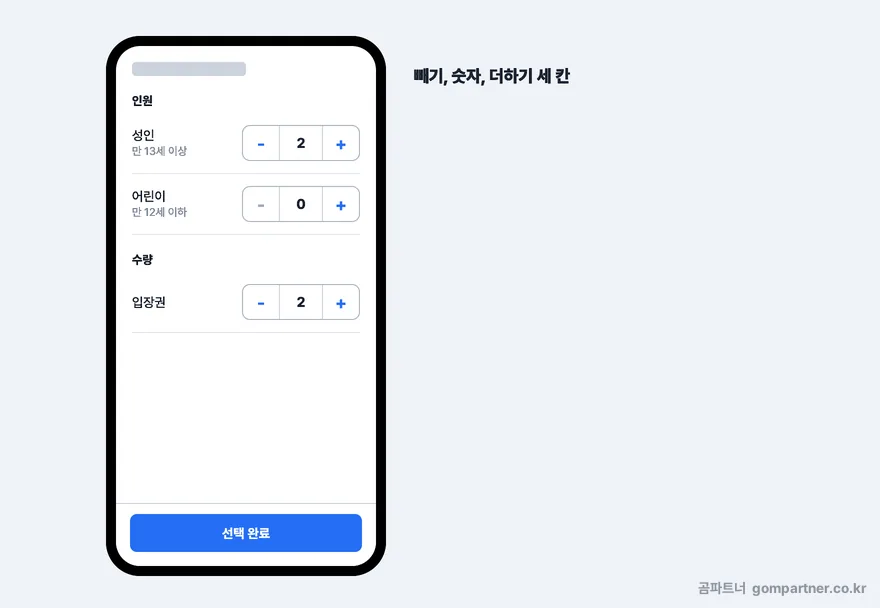 인원
성인
만 13세 이상
- 2 +
어린이
만 12세 이하
- 0 +
수량
입장권
- 2 +
선택 완료
빼기, 숫자, 더하기 세 칸
곰파트너 gompartner.co.kr